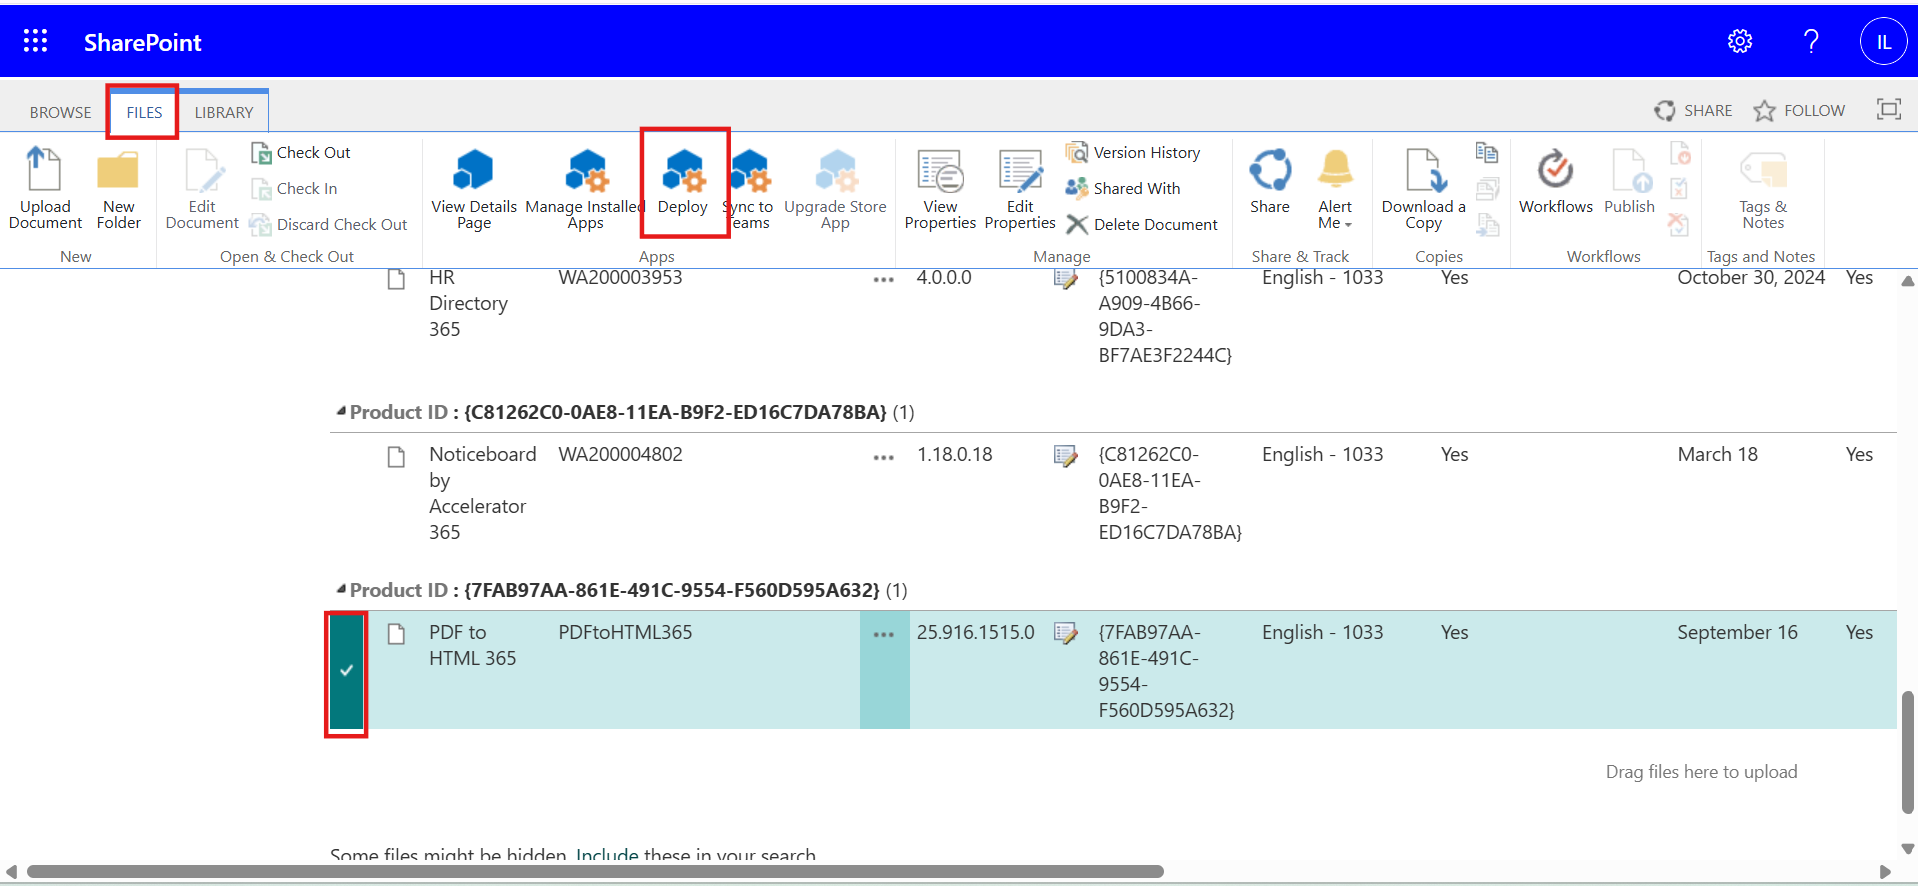 SharePoint
IL
BROWSE FILES LIBRARY
SHARE FOLLOW
Upload Document
New Folder
New
Edit Document
Check Out
Check In
Discard Check Out
Open & Check Out
View Details Page
Manage Installed Apps
Deploy
Sync to
Upgrade Store App
Apps
View Properties
Edit Properties
Version History
Shared With
Delete Document
Manage
Share
Alert Me
Share & Track
Download a Copy
Copies
Workflows
Publish
Workflows
Tags & Notes
Tags and Notes
HR WA200003953 ... 4.0.0.0 {5100834A- English - 1033 Yes October 30, 2024 Yes
Directory A909-4B66-
365 9DA3-
BF7AE3F2244C}
Product ID : {C81262C0-0AE8-11EA-B9F2-ED16C7DA78BA} (1)
Noticeboard WA200004802 ... 1.18.0.18 {C81262C0- English - 1033 Yes March 18 Yes
by 0AE8-11EA-
Accelerator B9F2-
365 ED16C7DA78BA}
Product ID : {7FAB97AA-861E-491C-9554-F560D595A632} (1)
PDF to PDFtoHTML365 ... 25.916.1515.0 {7FAB97AA- English - 1033 Yes September 16 Yes
HTML 365 861E-491C-
9554-
F560D595A632}
Drag files here to upload
Some files might be hidden. Include these in your search